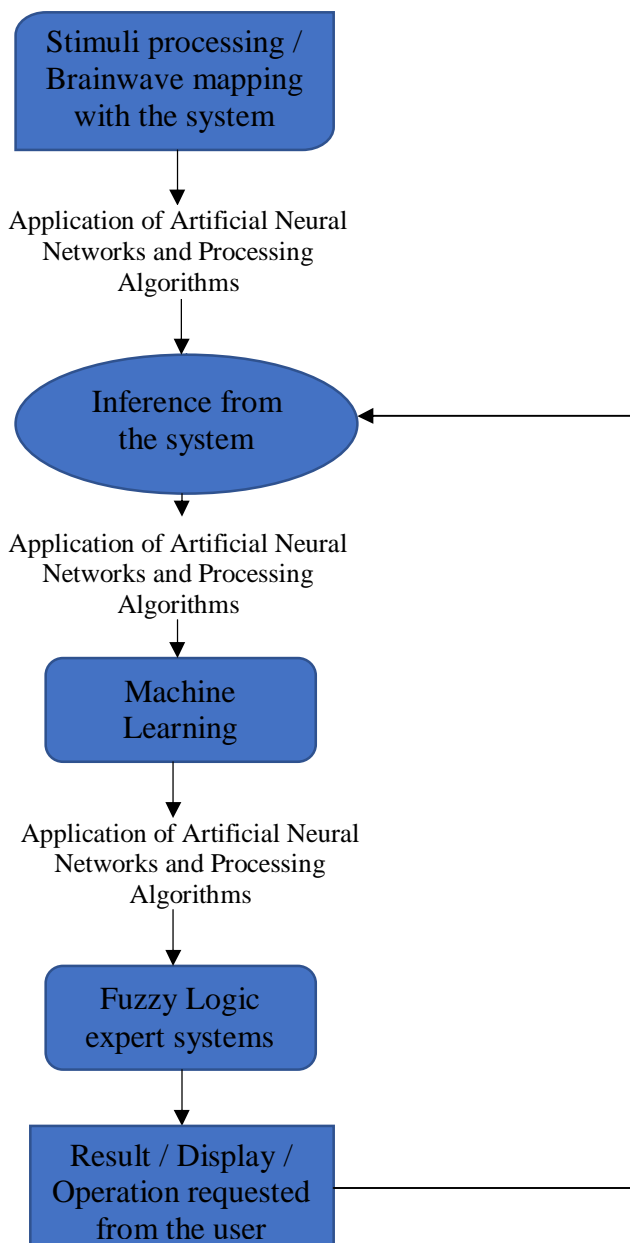 Stimuli processing /
Brainwave mapping
with the system
Application of Artificial Neural
Networks and Processing
Algorithms
Inference from
the system
Application of Artificial Neural
Networks and Processing
Algorithms
Machine
Learning
Application of Artificial Neural
Networks and Processing
Algorithms
Fuzzy Logic
expert systems
Result / Display /
Operation requested
from the user